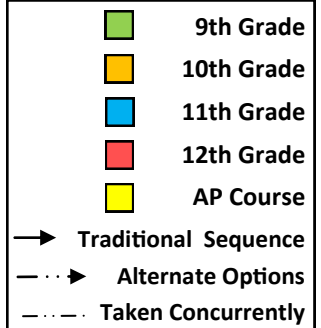 9th Grade
10th Grade
11th Grade
12th Grade
AP Course
Traditional Sequence
Alternate Options
Taken Concurrently